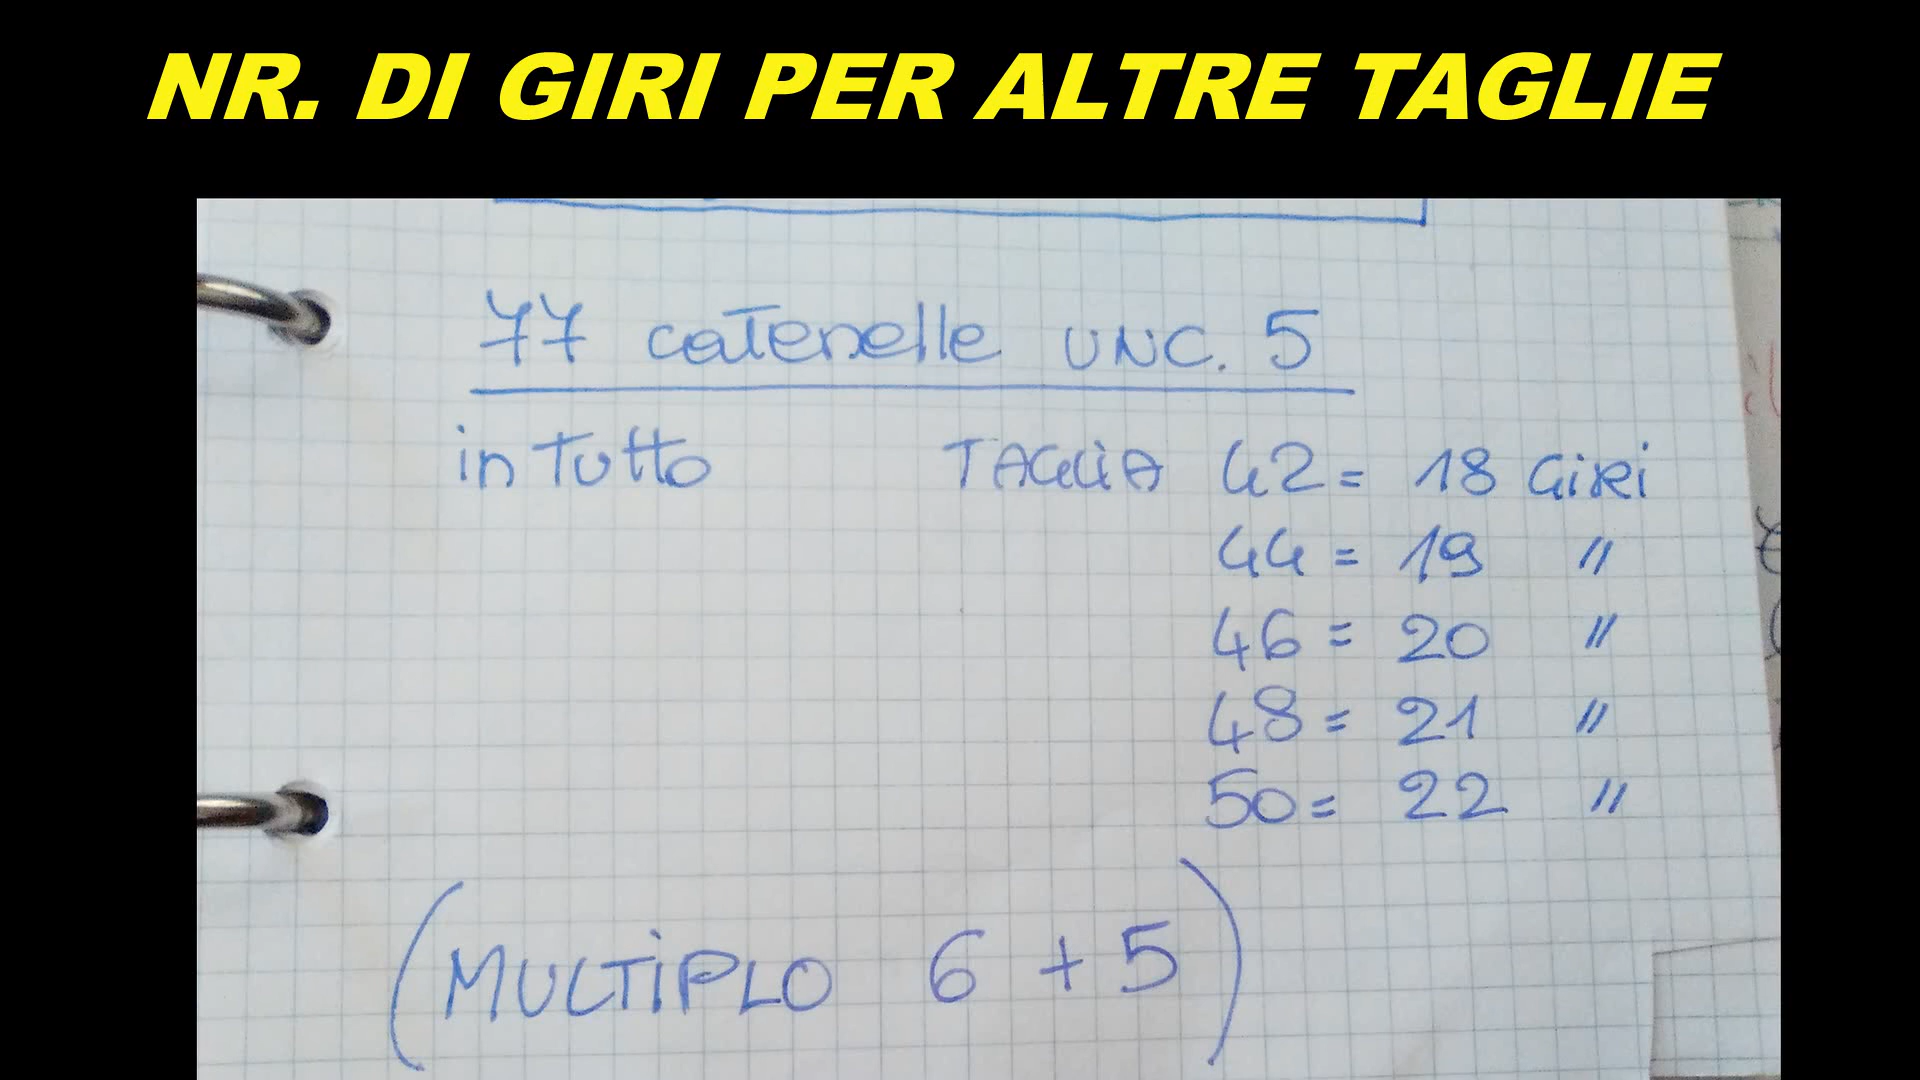 NR. DI GIRI PER ALTRE TAGLIE
77 catenelle UNC. 5
in Tutto TAGLIA 42 = 18 Giri
44 = 19 "
46 = 20 "
48 = 21 "
50 = 22 "
(MULTIPLO 6 + 5)